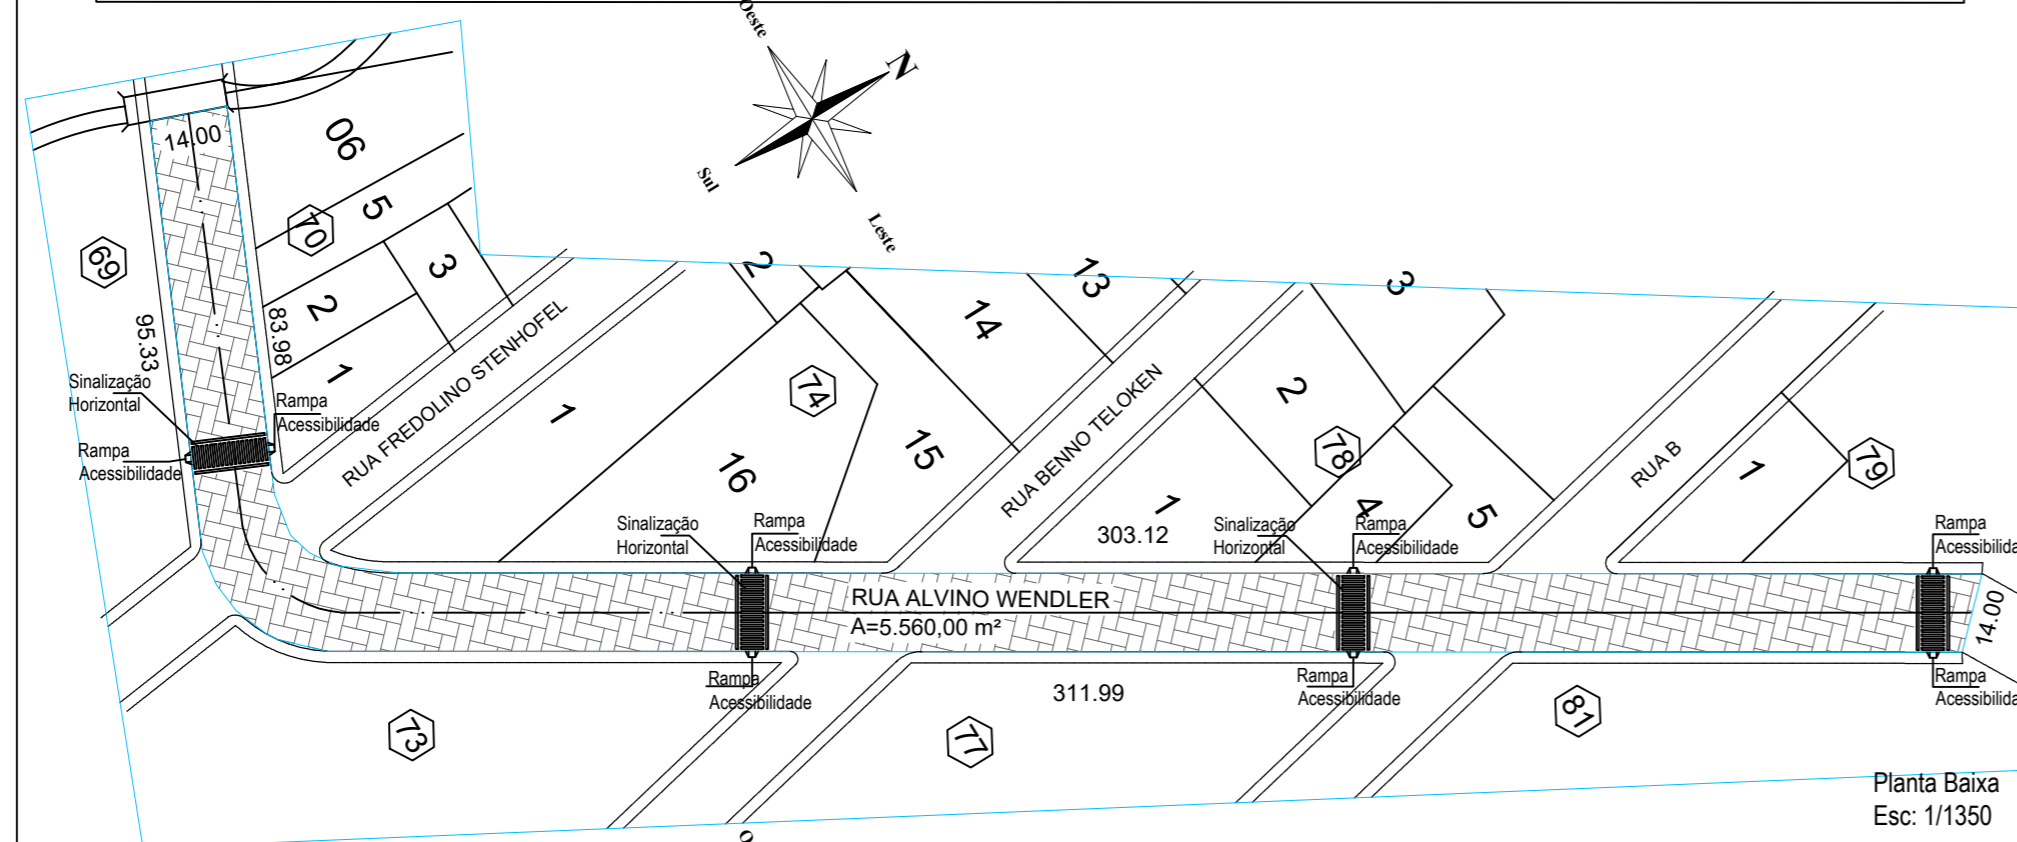 Oeste
N
Sul
Leste
14.00
06
5
70
69
3
2
83.98
95.33
1
Sinalização
Horizontal
Rampa
Acessibilidade
Rampa
Acessibilidade
RUA FREDOLINO STENHOFEL
1
2
74
16
15
14
13
RUA BENNO TELOKEN
3
2
78
1
4
5
303.12
RUA B
1
79
Sinalização
Horizontal
Rampa
Acessibilidade
Sinalização
Horizontal
Rampa
Acessibilidade
Rampa
Acessibilida
RUA ALVINO WENDLER
A=5.560,00 m²
14.00
Rampa
Acessibilidade
311.99
Rampa
Acessibilidade
Rampa
Acessibilida
73
77
81
Planta Baixa
Esc: 1/1350
O